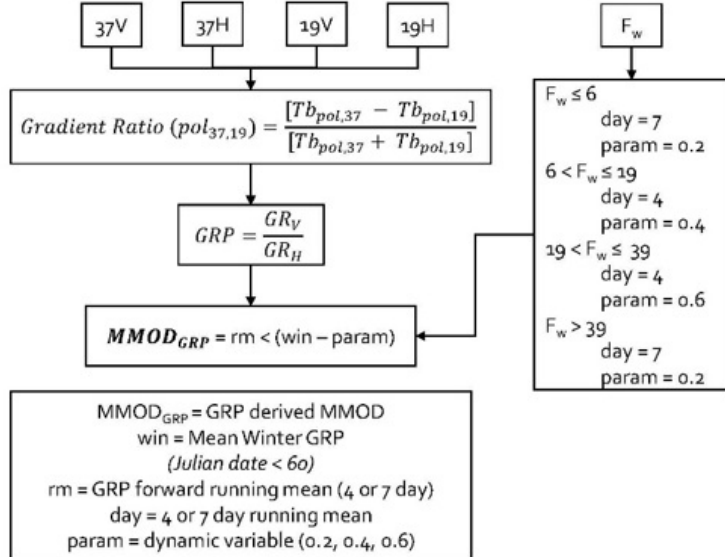 37V 37H 19V 19H
Gradient Ratio (pol₃₇,₁₉) = [Tb_pol,37 − Tb_pol,19] / [Tb_pol,37 + Tb_pol,19]
GRP = GR_V / GR_H
MMOD_GRP = rm < (win – param)
F_w
F_w ≤ 6
day = 7
param = 0.2
6 < F_w ≤ 19
day = 4
param = 0.4
19 < F_w ≤ 39
day = 4
param = 0.6
F_w > 39
day = 7
param = 0.2
MMOD_GRP = GRP derived MMOD
win = Mean Winter GRP
(Julian date < 60)
rm = GRP forward running mean (4 or 7 day)
day = 4 or 7 day running mean
param = dynamic variable (0.2, 0.4, 0.6)